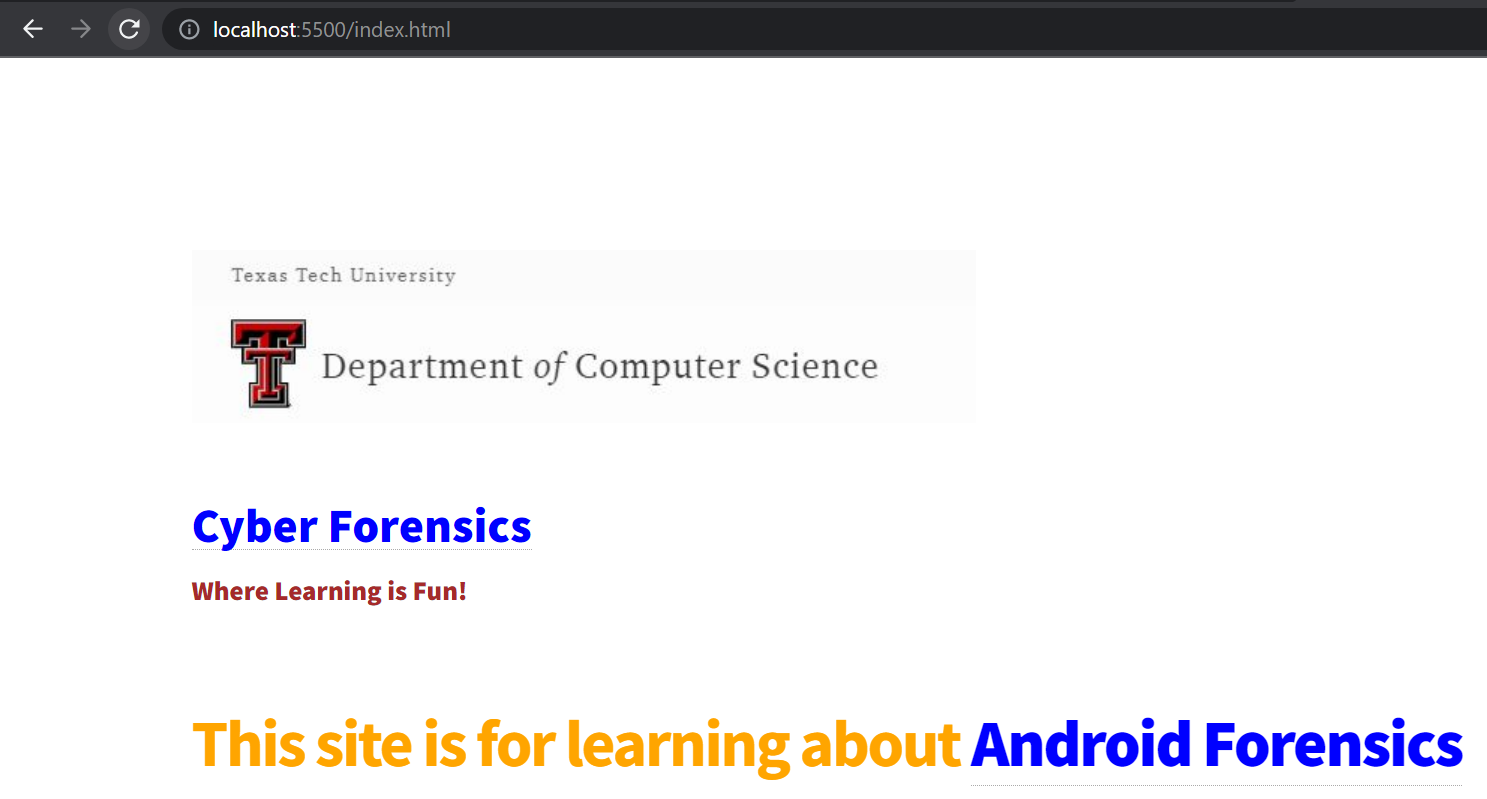 localhost:5500/index.html
Texas Tech University
Department of Computer Science
Cyber Forensics
Where Learning is Fun!
This site is for learning about Android Forensics